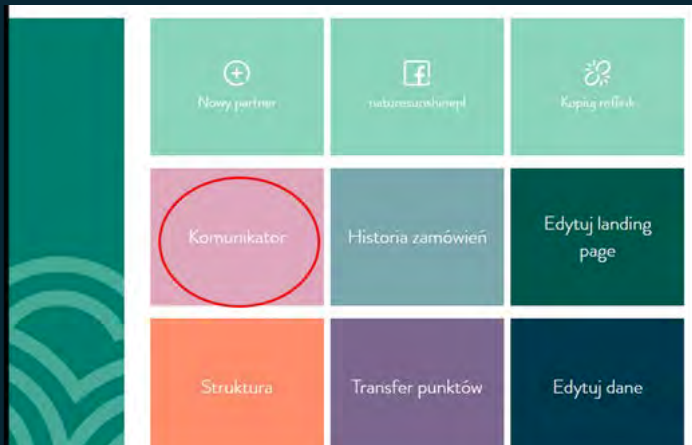 Nowy partner
naturesunshinepl
Kopiuj reflink
Komunikator
Historia zamówień
Edytuj landing
page
Struktura
Transfer punktów
Edytuj dane